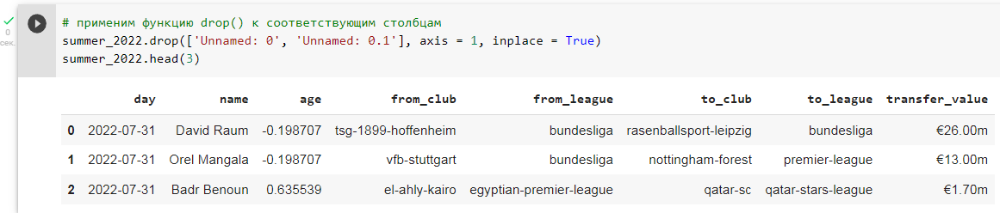 # применим функцию drop() к соответствующим столбцам
0
summer_2022.drop(['Unnamed: 0', 'Unnamed: 0.1'], axis = 1, inplace = True)
сек.
summer_2022.head(3)
day name age from_club from_league to_club to_league transfer_value
0 2022-07-31 David Raum -0.198707 tsg-1899-hoffenheim bundesliga rasenballsport-leipzig bundesliga €26.00m
1 2022-07-31 Orel Mangala -0.198707 vfb-stuttgart bundesliga nottingham-forest premier-league €13.00m
2 2022-07-31 Badr Benoun 0.635539 el-ahly-kairo egyptian-premier-league qatar-sc qatar-stars-league €1.70m